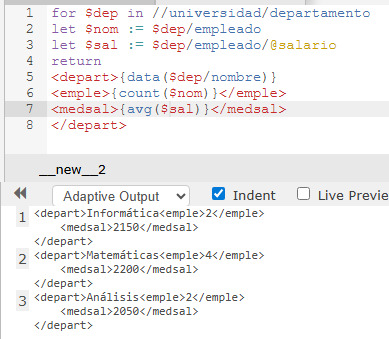 1 for $dep in //universidad/departamento
2 let $nom := $dep/empleado
3 let $sal := $dep/empleado/@salario
4 return
5 <depart>{data($dep/nombre)}
6 <emple>{count($nom)}</emple>
7 <medsal>{avg($sal)}</medsal>
8 </depart>
__new__2
Adaptive Output Indent Live Previe
1 <depart>Informática<emple>2</emple>
<medsal>2150</medsal>
</depart>
2 <depart>Matemáticas<emple>4</emple>
<medsal>2200</medsal>
</depart>
3 <depart>Análisis<emple>2</emple>
<medsal>2050</medsal>
</depart>